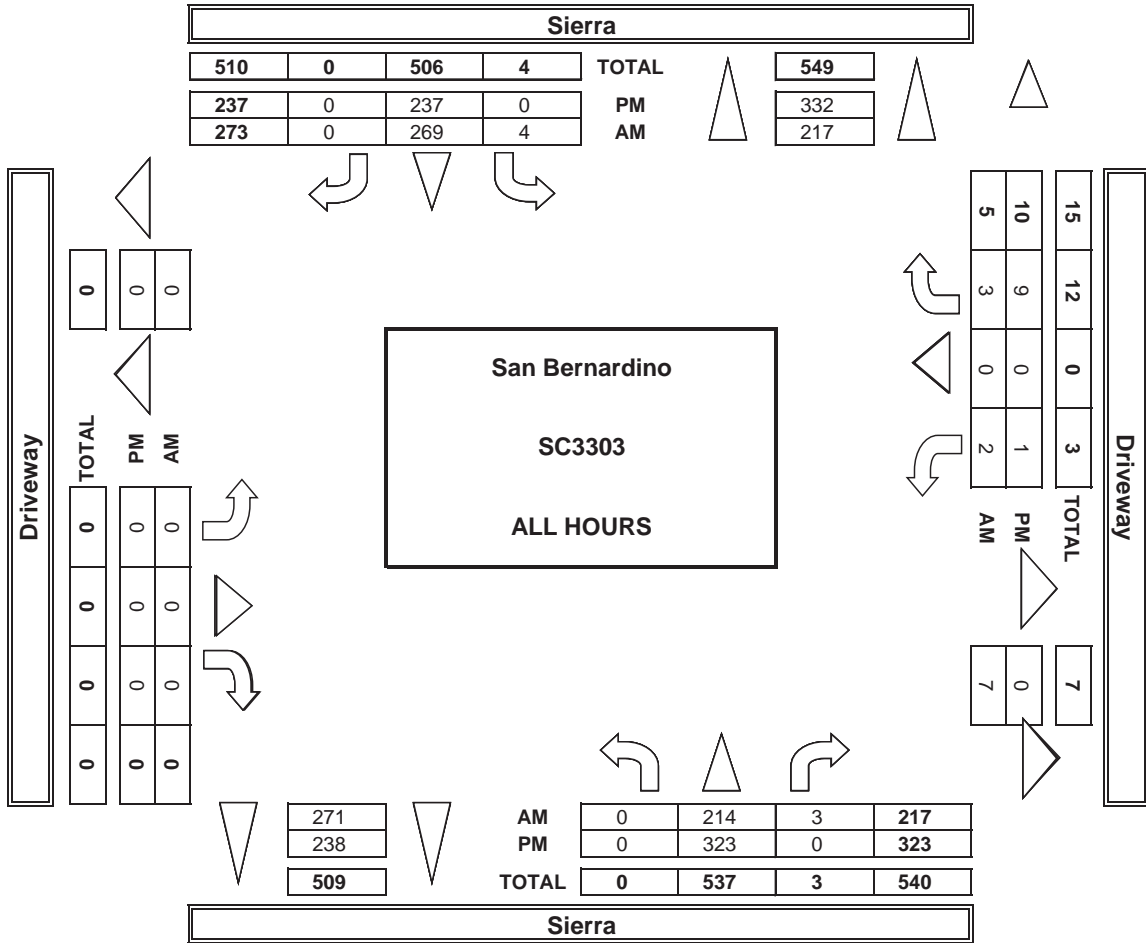 Sierra
510 0 506 4 TOTAL 549
237 0 237 0 PM 332
273 0 269 4 AM 217
Driveway
0 0 0
TOTAL PM AM
0 0 0
0 0 0
0 0 0
0 0 0
San Bernardino
SC3303
ALL HOURS
5 10 15
3 9 12
0 0 0
2 1 3
AM PM TOTAL
7 0 7
Driveway
271 AM 0 214 3 217
238 PM 0 323 0 323
509 TOTAL 0 537 3 540
Sierra